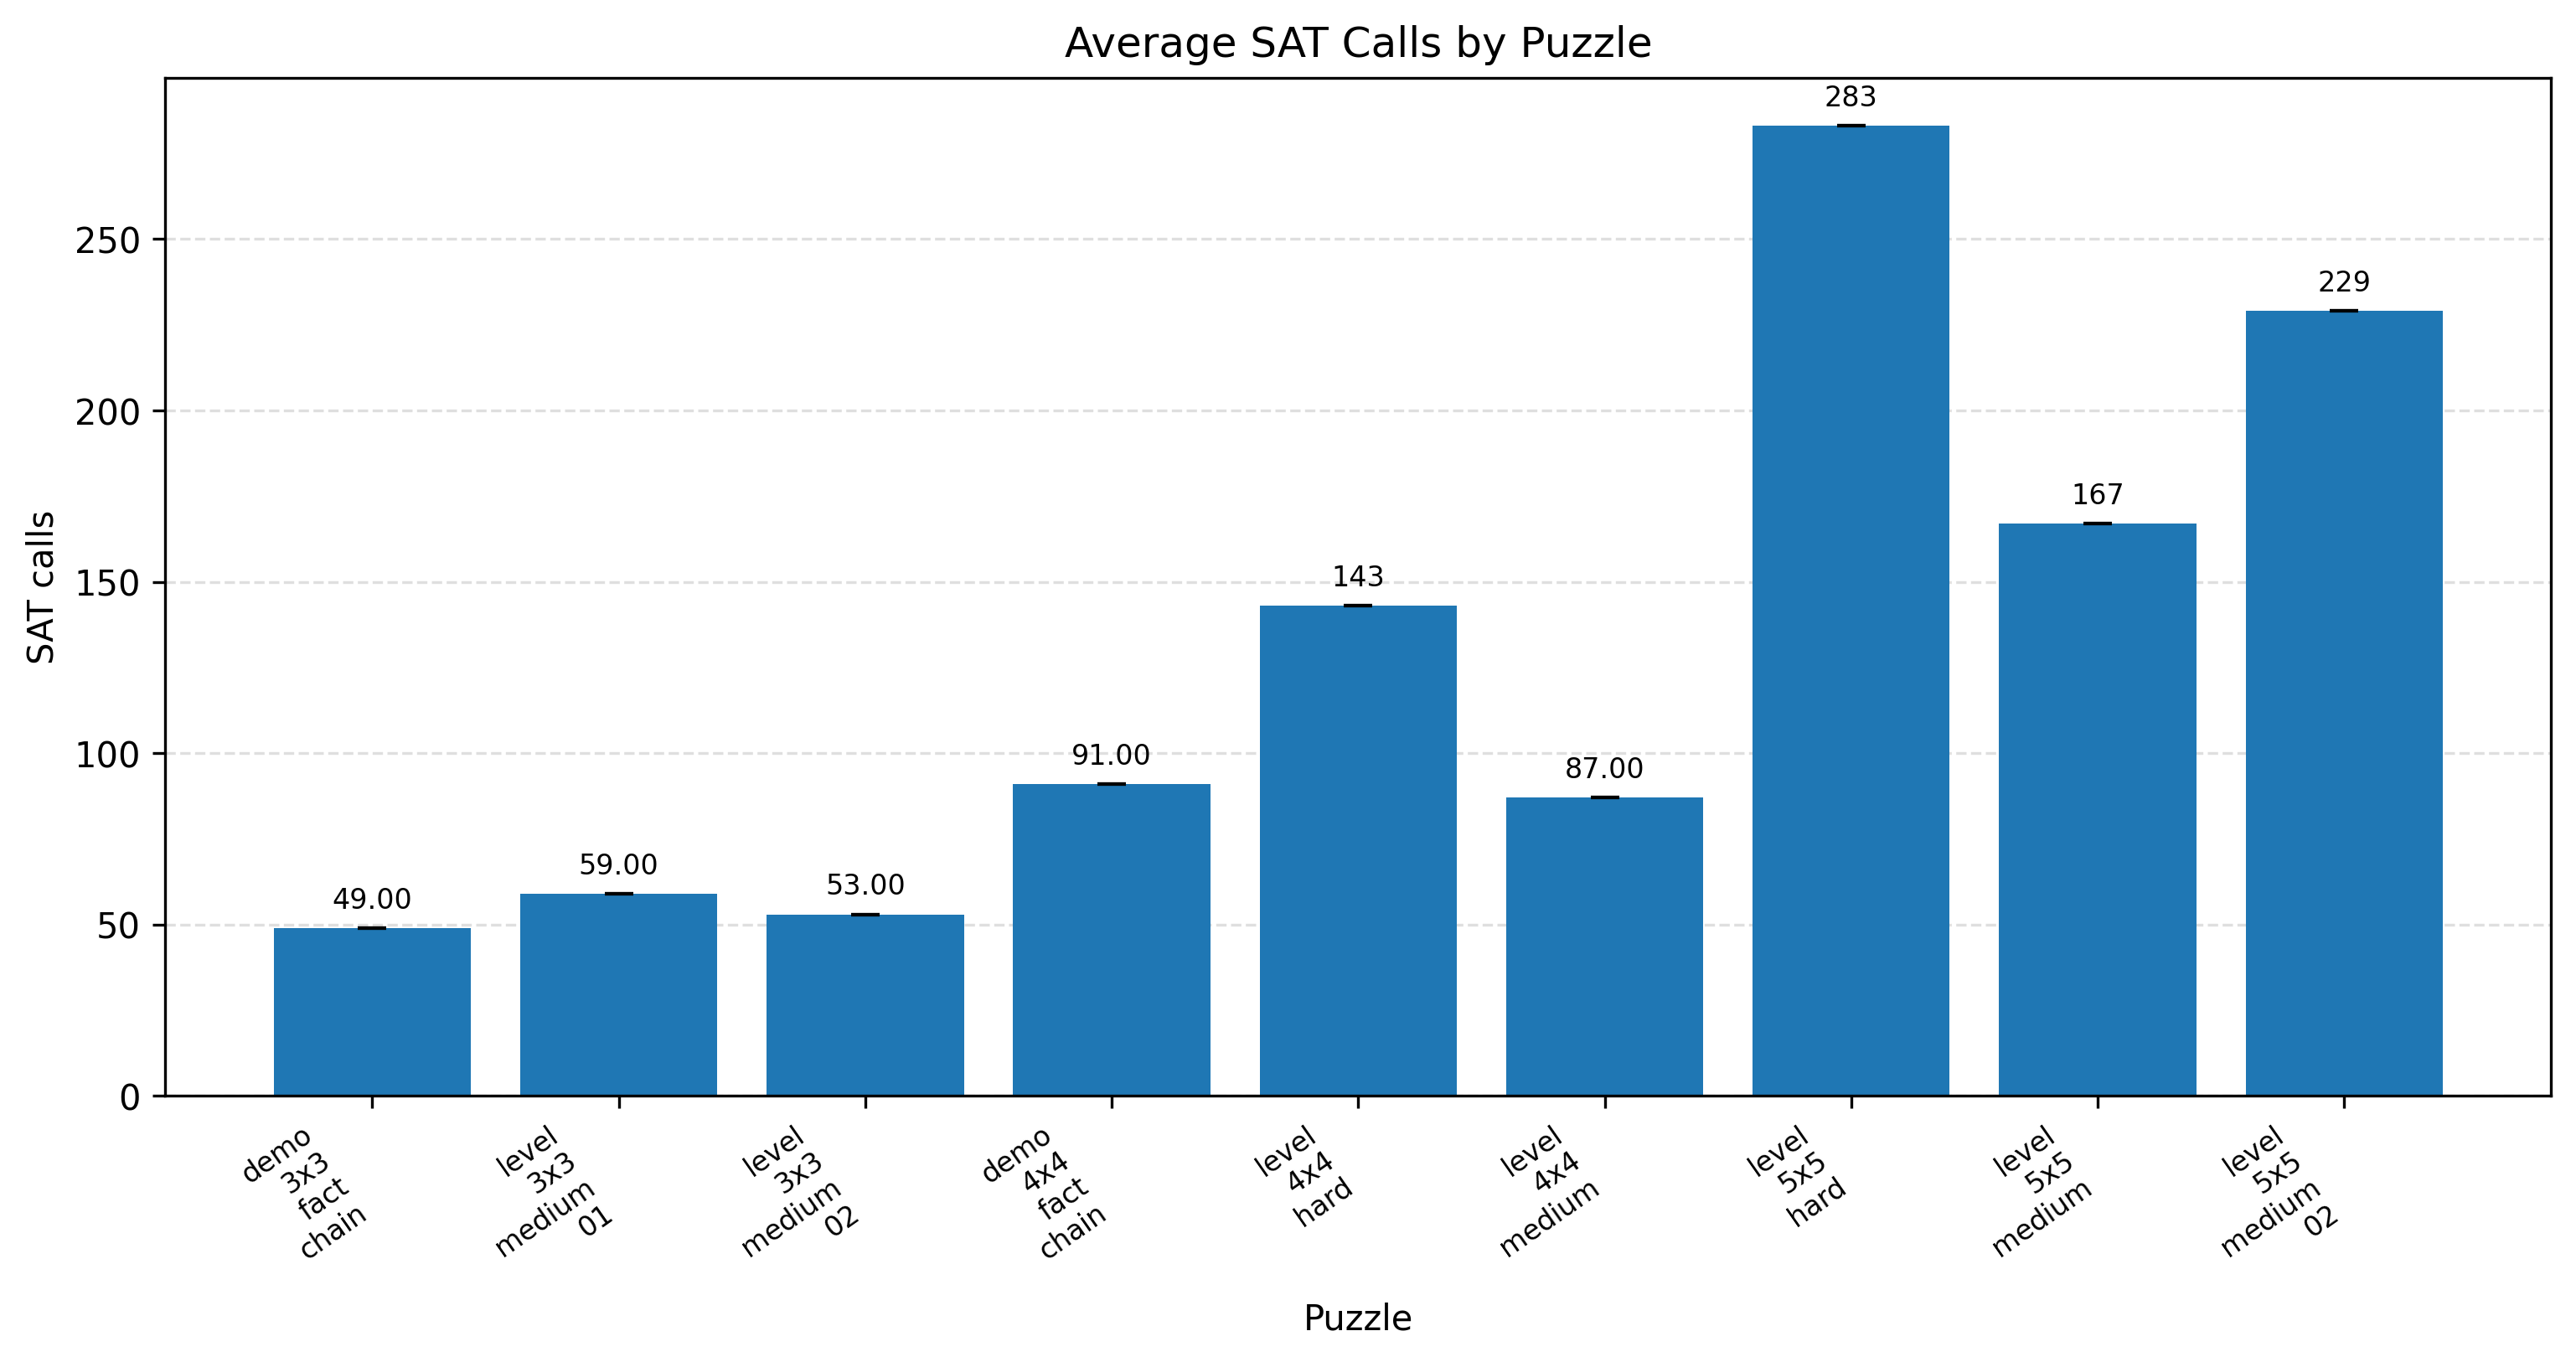 Average SAT Calls by Puzzle
SAT calls
250
200
150
100
50
0
49.00
59.00
53.00
91.00
143
87.00
283
167
229
demo
3x3
fact
chain
level
3x3
medium
01
level
3x3
medium
02
demo
4x4
fact
chain
level
4x4
hard
level
4x4
medium
level
5x5
hard
level
5x5
medium
level
5x5
medium
02
Puzzle